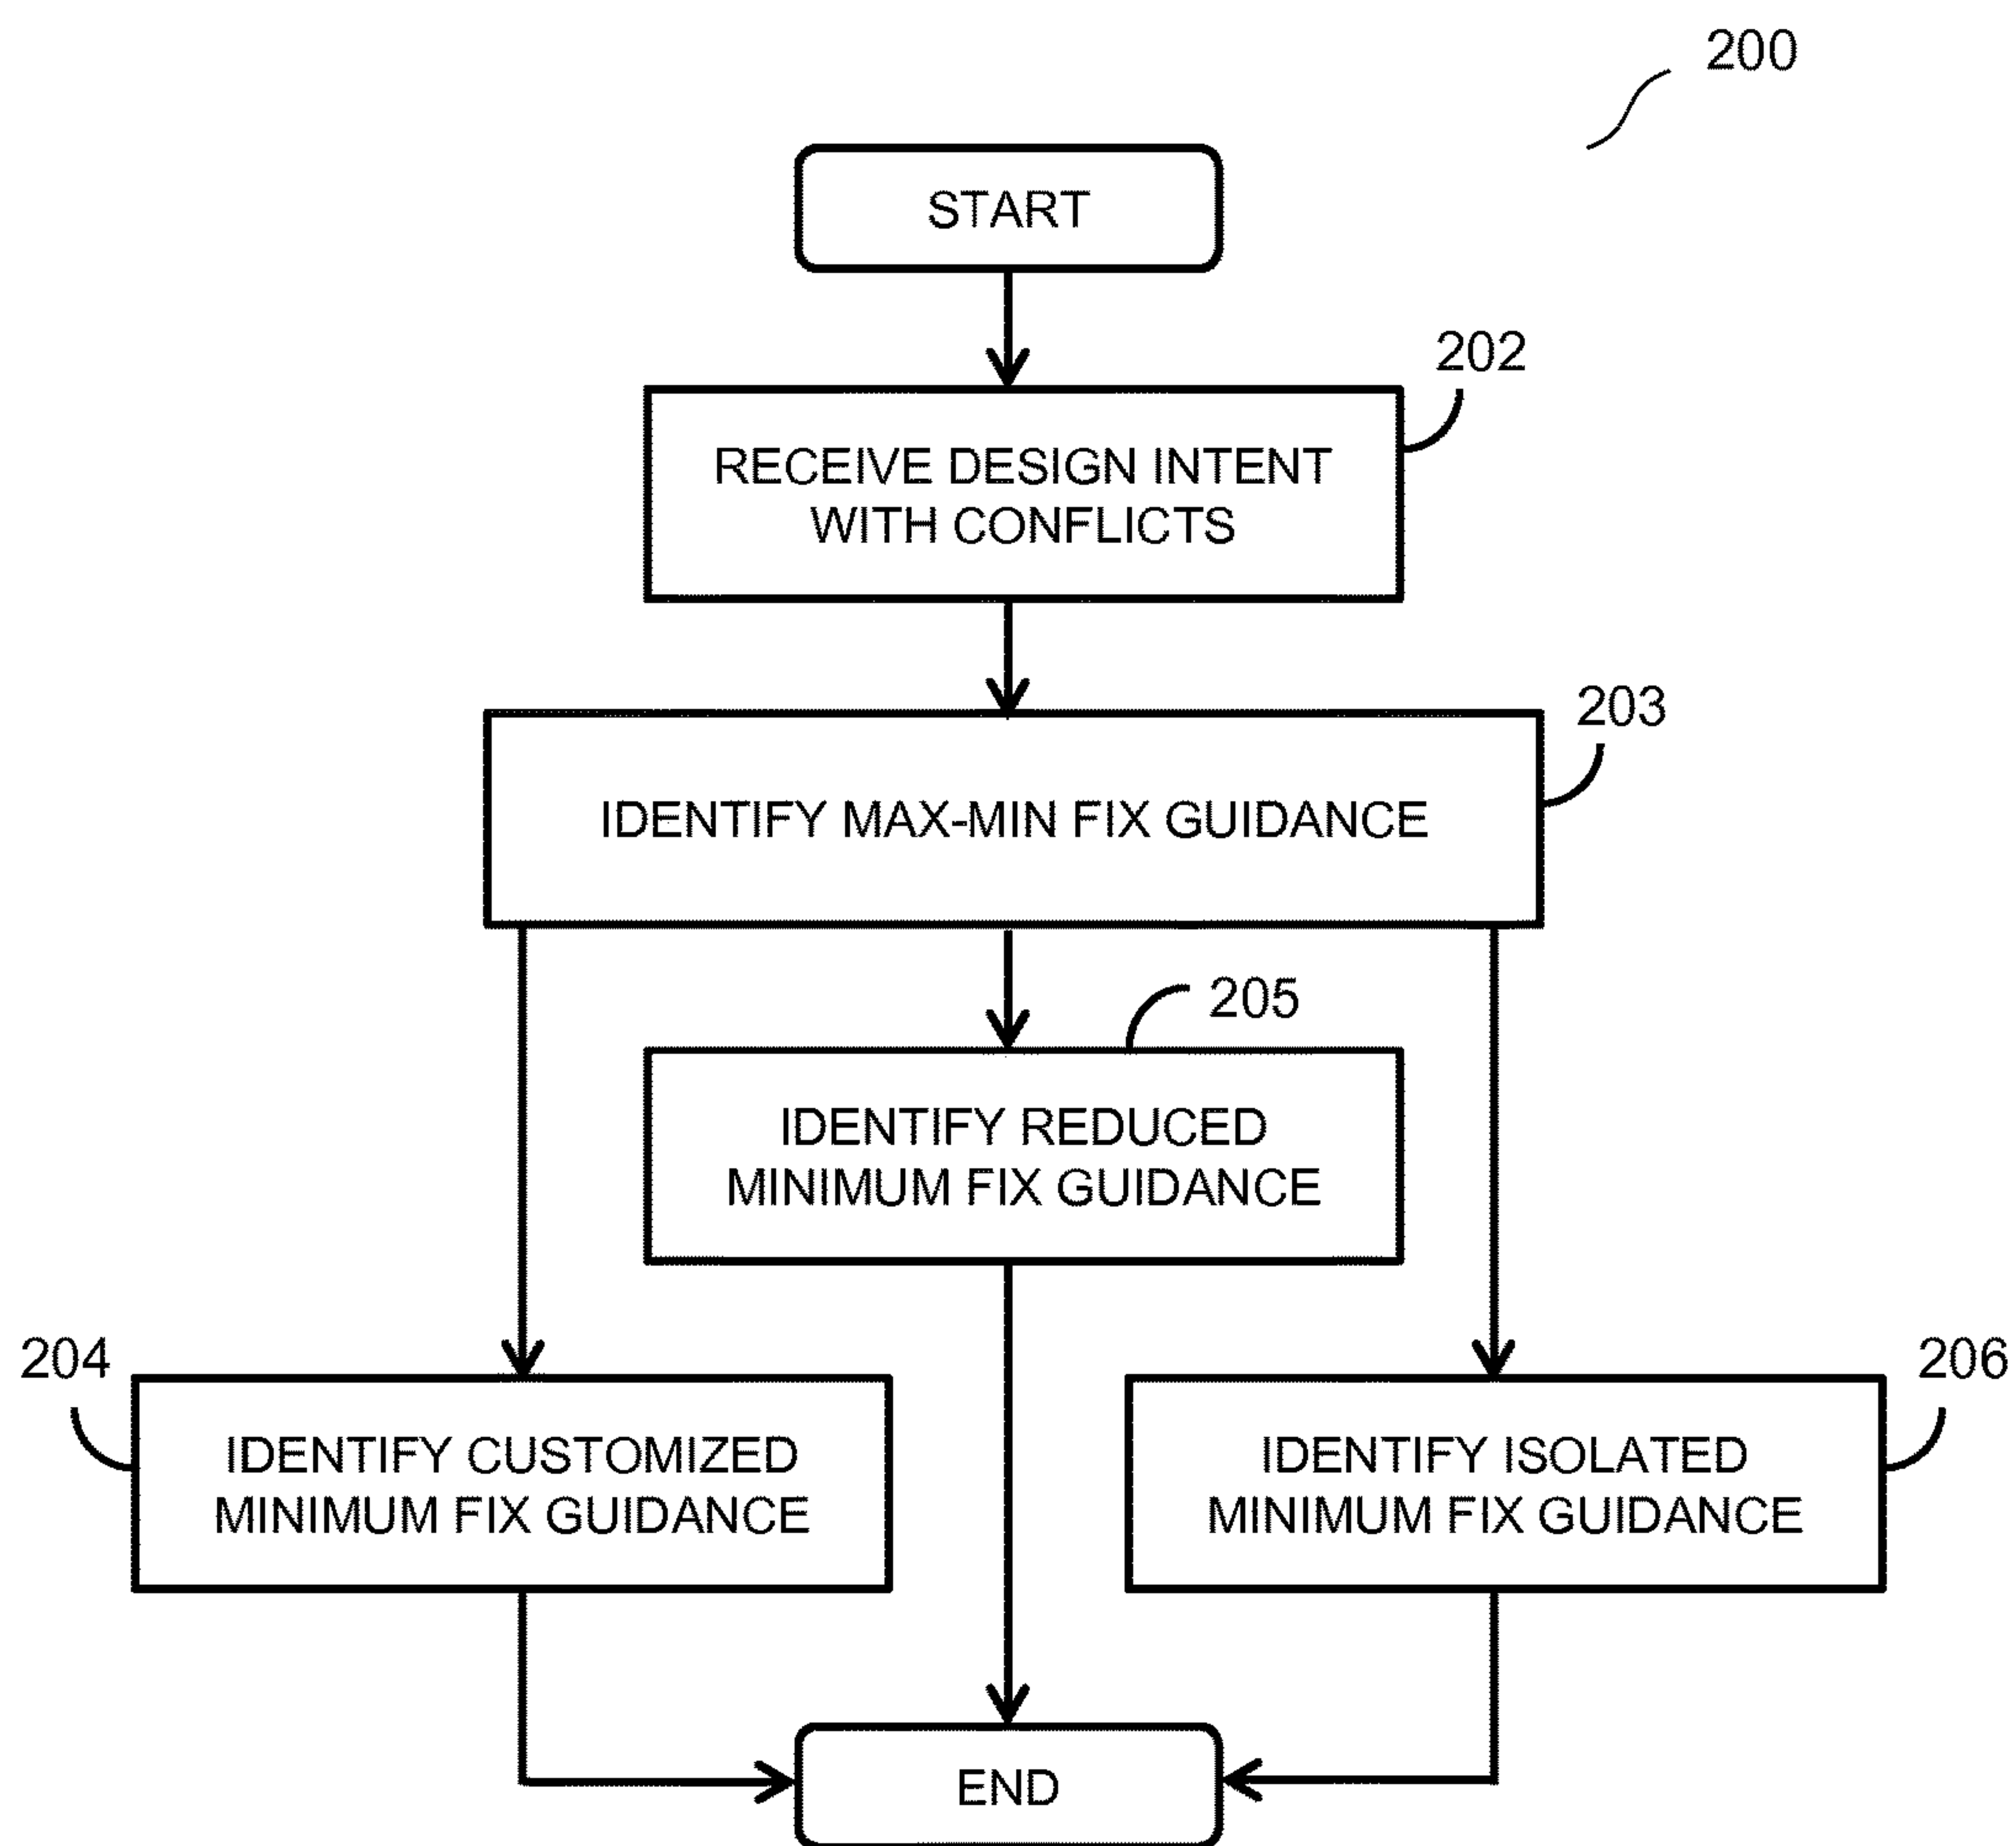 200
START
202
RECEIVE DESIGN INTENT
WITH CONFLICTS
203
IDENTIFY MAX-MIN FIX GUIDANCE
205
IDENTIFY REDUCED
MINIMUM FIX GUIDANCE
204
IDENTIFY CUSTOMIZED
MINIMUM FIX GUIDANCE
206
IDENTIFY ISOLATED
MINIMUM FIX GUIDANCE
END